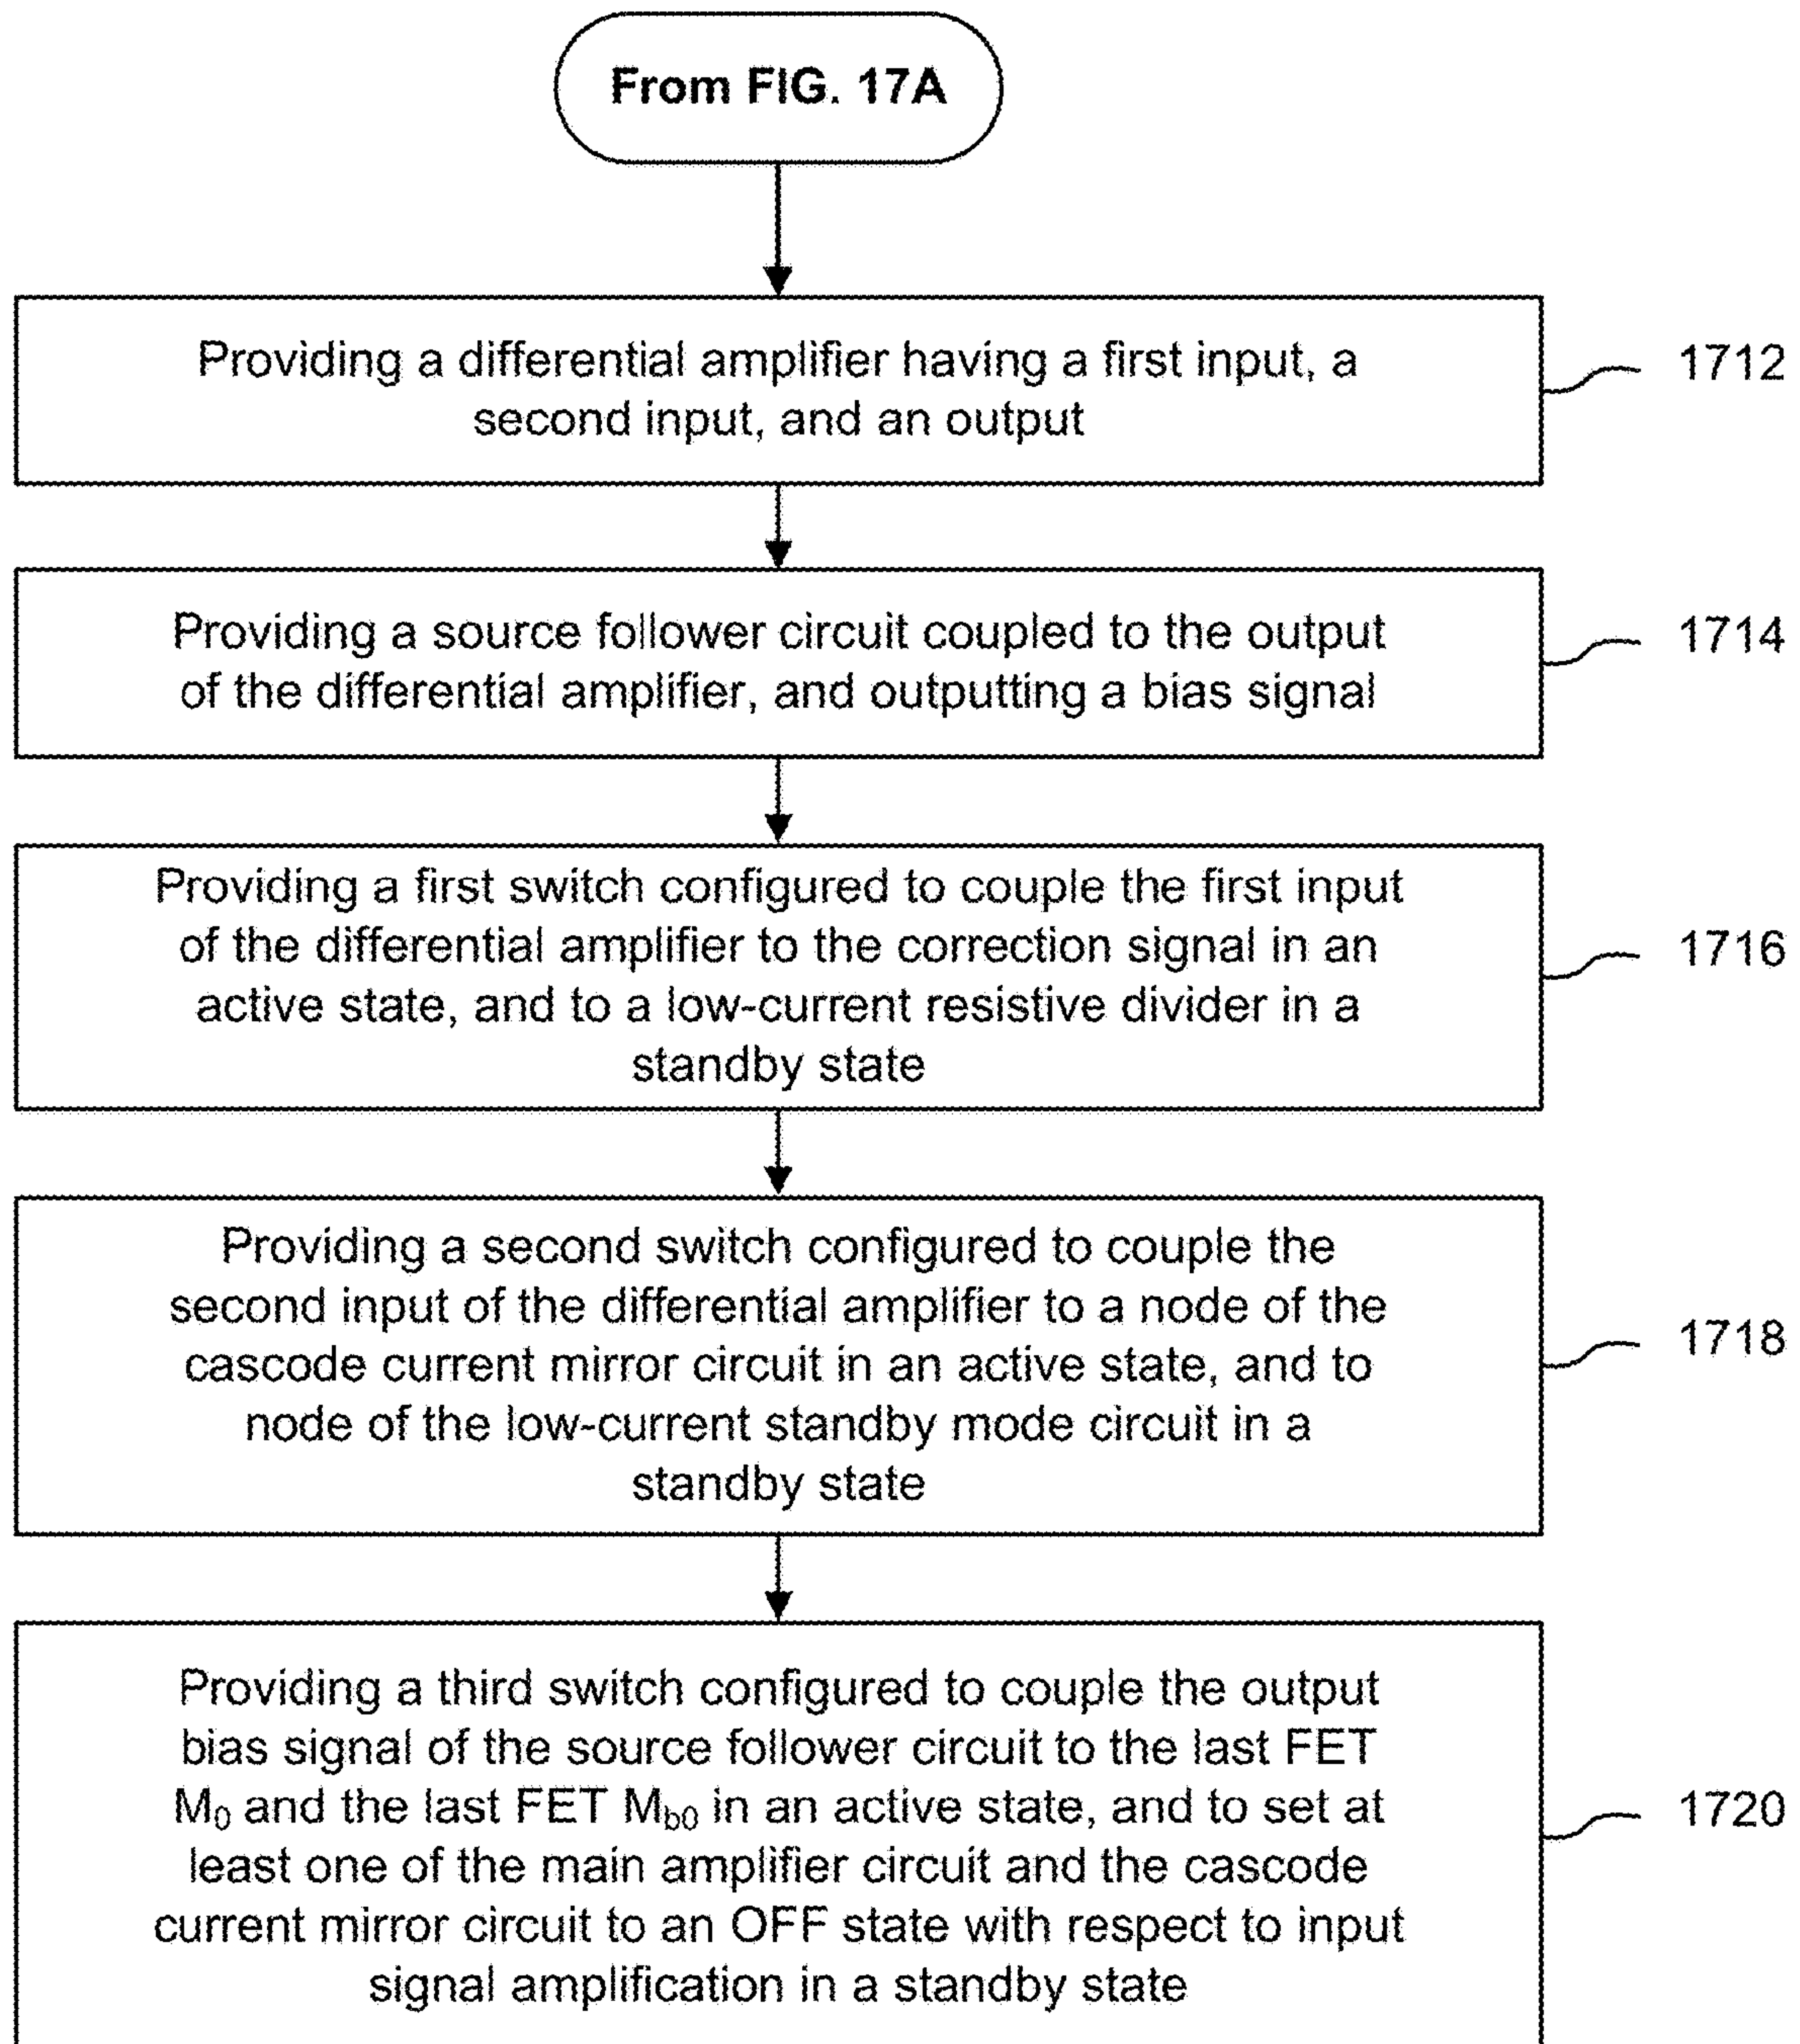 From FIG. 17A
Providing a differential amplifier having a first input, a
second input, and an output
1712
Providing a source follower circuit coupled to the output
of the differential amplifier, and outputting a bias signal
1714
Providing a first switch configured to couple the first input
of the differential amplifier to the correction signal in an
active state, and to a low-current resistive divider in a
standby state
1716
Providing a second switch configured to couple the
second input of the differential amplifier to a node of the
cascode current mirror circuit in an active state, and to
node of the low-current standby mode circuit in a
standby state
1718
Providing a third switch configured to couple the output
bias signal of the source follower circuit to the last FET
M₀ and the last FET M_b0 in an active state, and to set at
least one of the main amplifier circuit and the cascode
current mirror circuit to an OFF state with respect to input
signal amplification in a standby state
1720